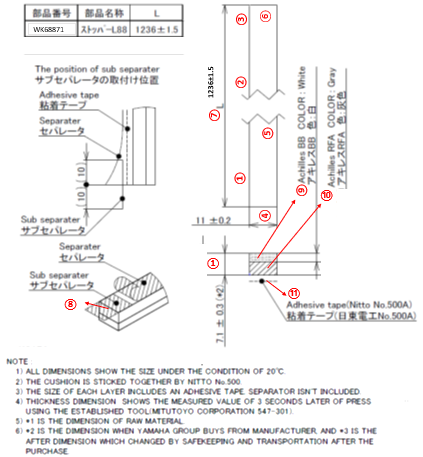 部品番号 部品名称 L
WK68871 ストッパーL88 1236±1.5
The position of sub separater
サブセパレータの取付け位置
Adhesive tape
粘着テープ
Separater
セパレータ
(10)
(10)
Sub separater
サブセパレータ
Separater
セパレータ
Sub separater
サブセパレータ
⑧
③
⑥
②
1236±1.5
⑦
L
⑤
①
11 ±0.2
④
①
7.1 ± 0.3 (*2)
Achilles BB COLOR : White
アキレスBB 色 : 白
Achilles RFA COLOR : Gray
アキレスRFA 色 : 灰色
⑨
⑩
⑪
Adhesive tape(Nitto No.500A)
粘着テープ(日東電工No.500A)
NOTE :
1) ALL DIMENSIONS SHOW THE SIZE UNDER THE CONDITION OF 20℃.
2) THE CUSHION IS STICKED TOGETHER BY NITTO No.500.
3) THE SIZE OF EACH LAYER INCLUDES AN ADHESIVE TAPE. SEPARATER ISN'T INCLUDED.
4) THICKNESS DIMENSION SHOWS THE MEASURED VALUE OF 3 SECONDS LATER OF PRESS
USING THE ESTABLISHED TOOL(MITUTOYO CORPORATION 547-301).
5) *1 IS THE DIMENSION OF RAW MATERIAL.
6) *2 IS THE DIMENSION WHEN YAMAHA GROUP BUYS FROM MANUFACTURER, AND *3 IS THE
AFTER DIMENSION WHICH CHANGED BY SAFEKEEPING AND TRANSPORTATION AFTER THE
PURCHASE.